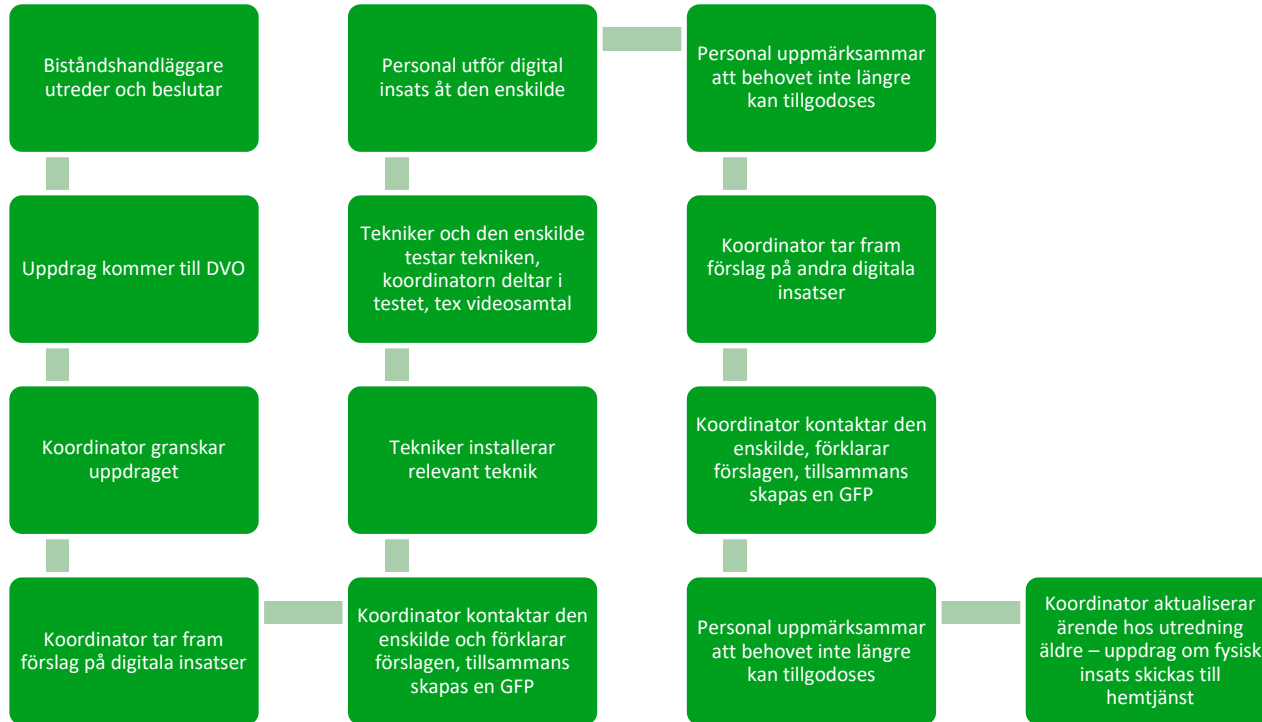 Biståndshandläggare
utreder och beslutar
Uppdrag kommer till DVO
Koordinator granskar
uppdraget
Koordinator tar fram
förslag på digitala insatser
Koordinator kontaktar den
enskilde och förklarar
förslagen, tillsammans
skapas en GFP
Tekniker installerar
relevant teknik
Tekniker och den enskilde
testar tekniken,
koordinatorn deltar i
testet, tex videosamtal
Personal utför digital
insats åt den enskilde
Personal uppmärksammar
att behovet inte längre
kan tillgodoses
Koordinator tar fram
förslag på andra digitala
insatser
Koordinator kontaktar den
enskilde, förklarar
förslagen, tillsammans
skapas en GFP
Personal uppmärksammar
att behovet inte längre
kan tillgodoses
Koordinator aktualiserar
ärende hos utredning
äldre – uppdrag om fysisk
insats skickas till
hemtjänst